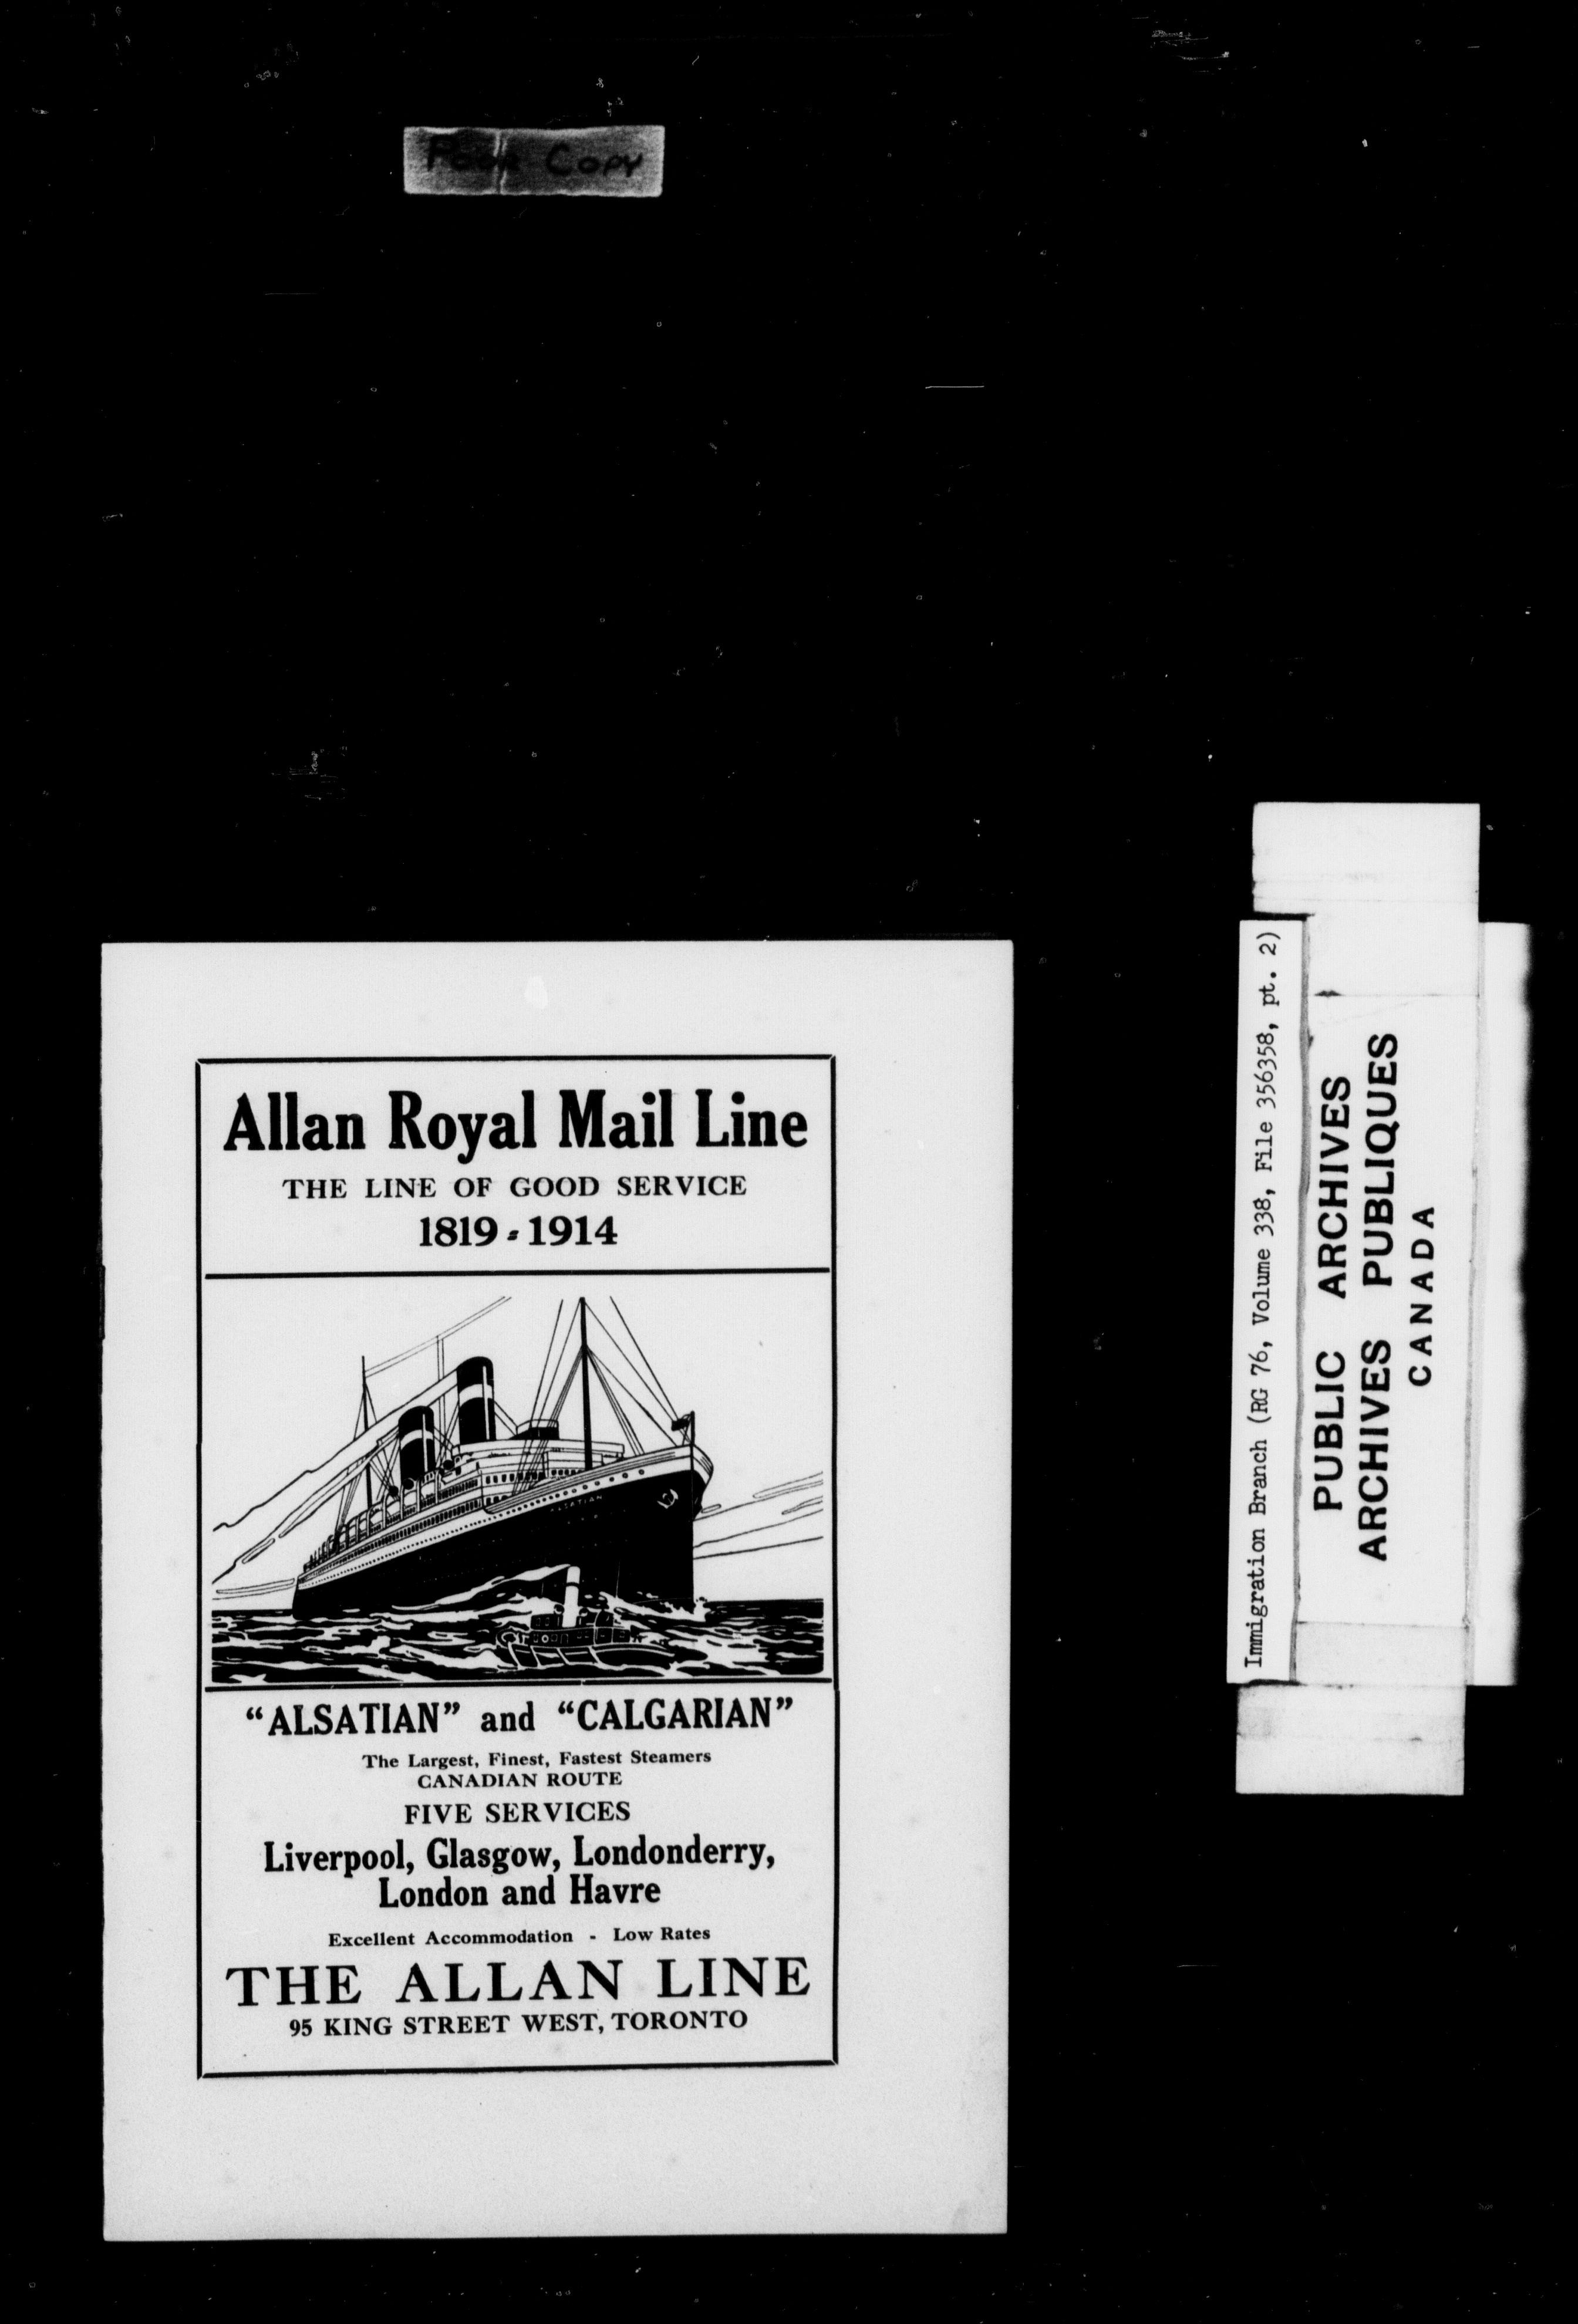 Poor Copy
Allan Royal Mail Line
THE LINE OF GOOD SERVICE
1819-1914
ALSATIAN
"ALSATIAN" and "CALGARIAN"
The Largest, Finest, Fastest Steamers
CANADIAN ROUTE
FIVE SERVICES
Liverpool, Glasgow, Londonderry,
London and Havre
Excellent Accommodation - Low Rates
THE ALLAN LINE
95 KING STREET WEST, TORONTO
Immigration Branch (RG 76, Volume 338, File 356358, pt. 2)
PUBLIC ARCHIVES
ARCHIVES PUBLIQUES
CANADA